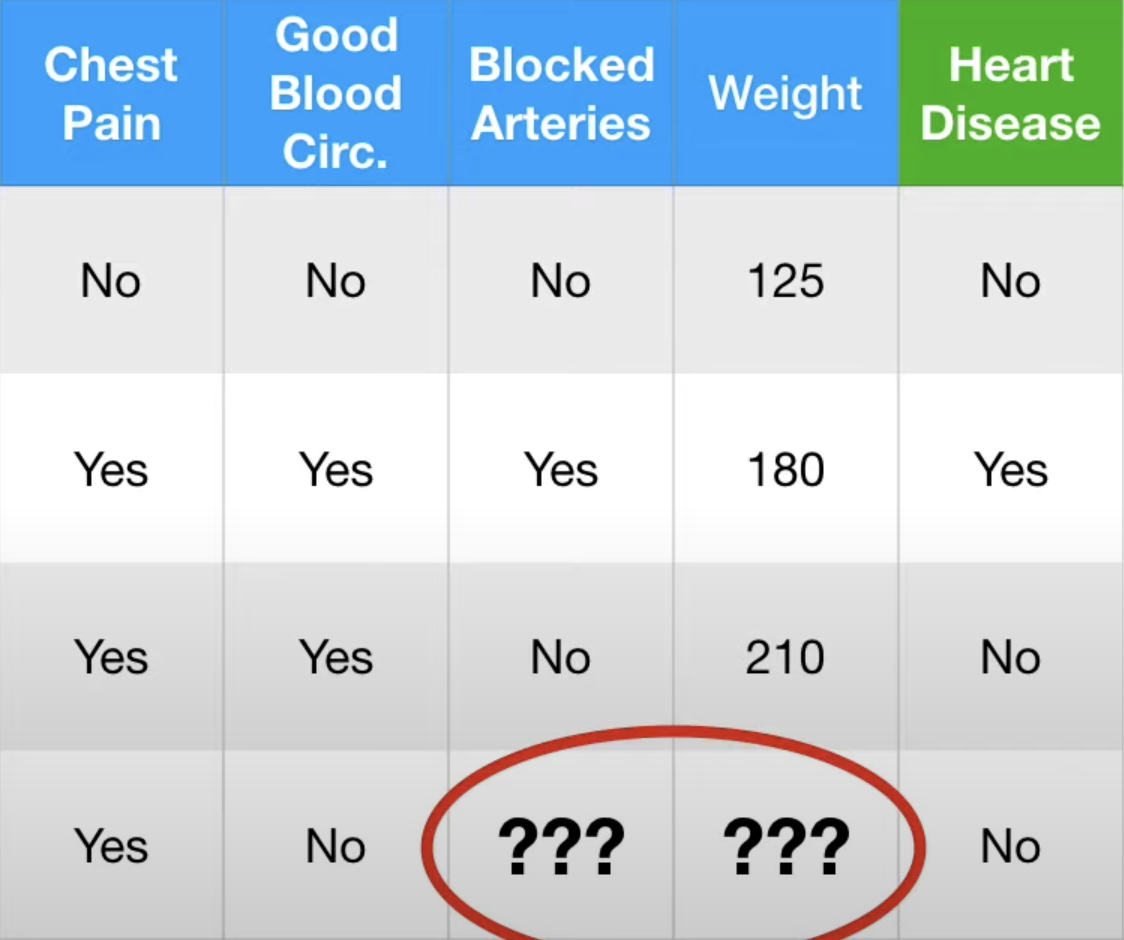 Chest Pain	Good Blood Circ.	Blocked Arteries	Weight	Heart Disease
No	No	No	125	No
Yes	Yes	Yes	180	Yes
Yes	Yes	No	210	No
Yes	No	???	???	No